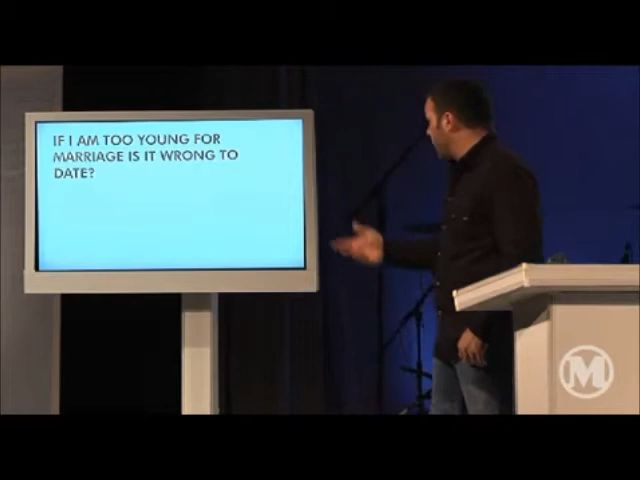 IF I AM TOO YOUNG FOR
MARRIAGE IS IT WRONG TO
DATE?
M